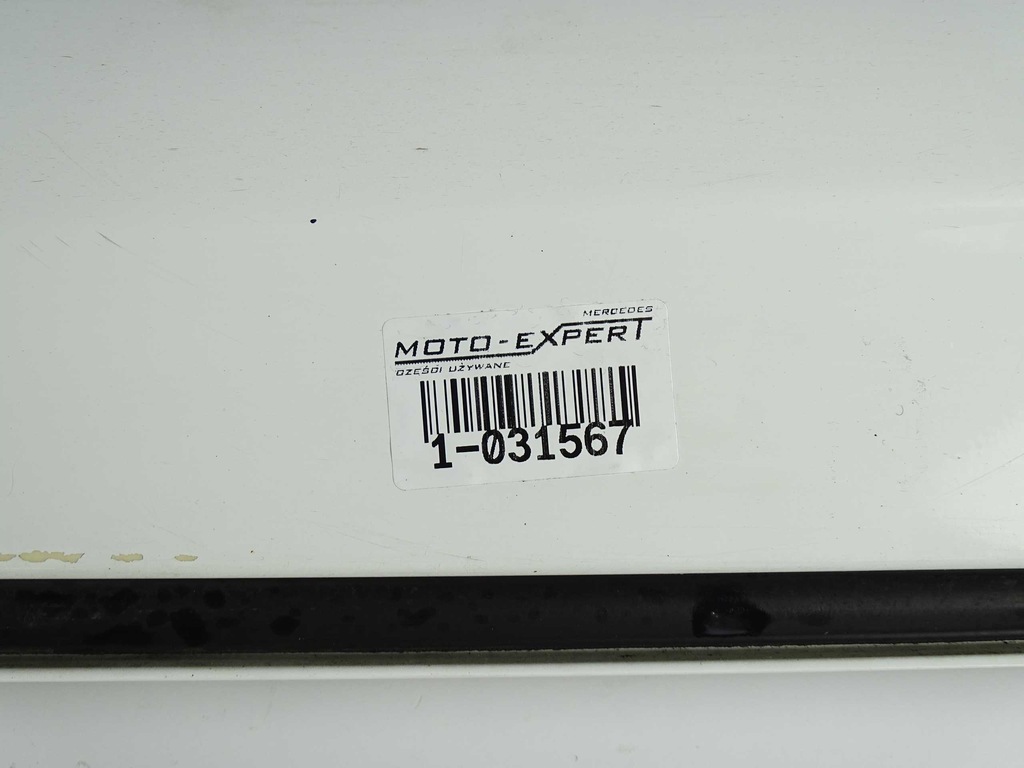 MERCEDES
MOTO-EXPERT
CZĘŚCI UŻYWANE
1-031567